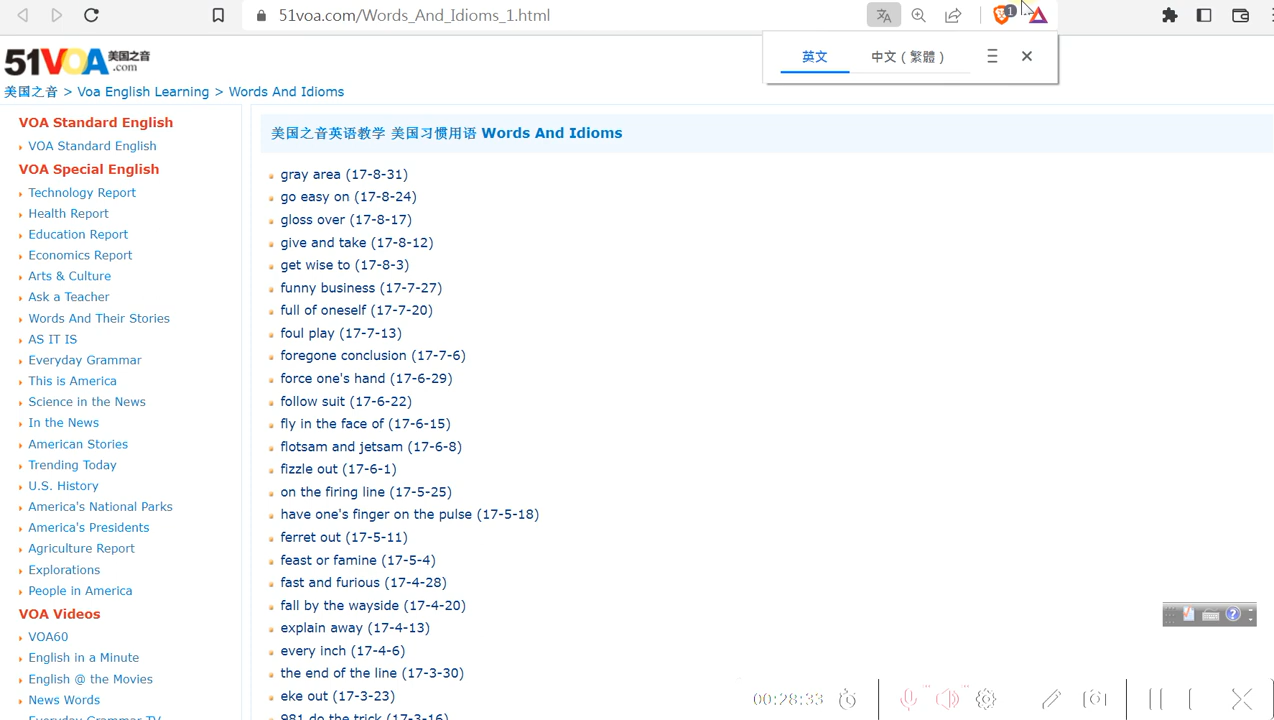 51voa.com/Words_And_Idioms_1.html
1
英文
中文（繁體）
51VOA.com 美国之音
美国之音 > Voa English Learning > Words And Idioms
VOA Standard English
VOA Standard English
VOA Special English
Technology Report
Health Report
Education Report
Economics Report
Arts & Culture
Ask a Teacher
Words And Their Stories
AS IT IS
Everyday Grammar
This is America
Science in the News
In the News
American Stories
Trending Today
U.S. History
America's National Parks
America's Presidents
Agriculture Report
Explorations
People in America
VOA Videos
VOA60
English in a Minute
English @ the Movies
News Words
Everyday Grammar TV
美国之音英语教学 美国习惯用语 Words And Idioms
gray area (17-8-31)
go easy on (17-8-24)
gloss over (17-8-17)
give and take (17-8-12)
get wise to (17-8-3)
funny business (17-7-27)
full of oneself (17-7-20)
foul play (17-7-13)
foregone conclusion (17-7-6)
force one's hand (17-6-29)
follow suit (17-6-22)
fly in the face of (17-6-15)
flotsam and jetsam (17-6-8)
fizzle out (17-6-1)
on the firing line (17-5-25)
have one's finger on the pulse (17-5-18)
ferret out (17-5-11)
feast or famine (17-5-4)
fast and furious (17-4-28)
fall by the wayside (17-4-20)
explain away (17-4-13)
every inch (17-4-6)
the end of the line (17-3-30)
eke out (17-3-23)
981 do the trick (17-3-16)
00:28:33